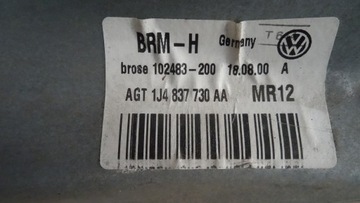 BRM-H Germany
brose 102483-200 18.08.00 A
AGT 1J4 837 730 AA MR12